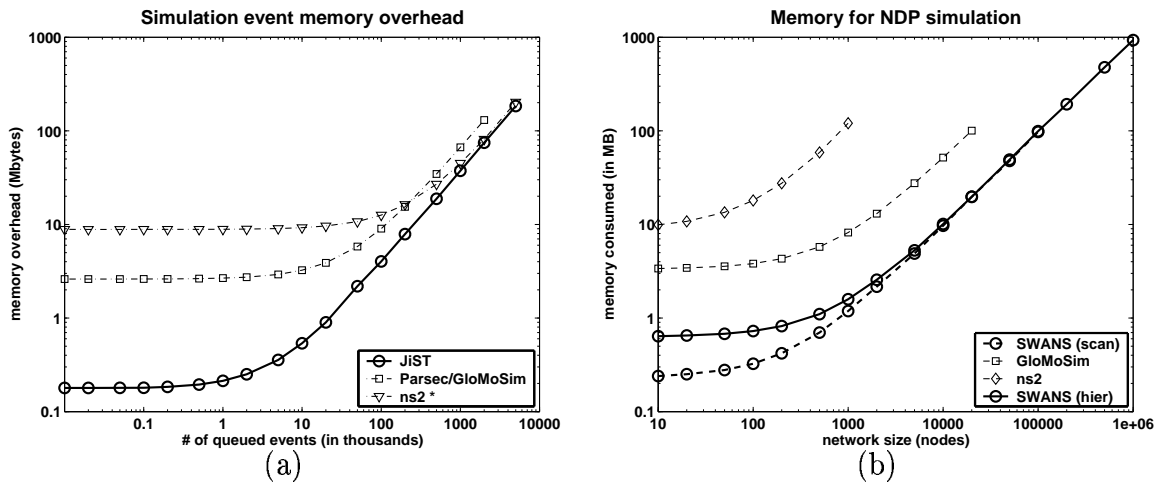 Simulation event memory overhead
1000
100
10
1
0.1
memory overhead (Mbytes)
0.1
1
10
100
1000
10000
# of queued events (in thousands)
JiST
Parsec/GloMoSim
ns2 *
(a)
Memory for NDP simulation
1000
100
10
1
0.1
memory consumed (in MB)
10
100
1000
10000
100000
1e+06
network size (nodes)
SWANS (scan)
GloMoSim
ns2
SWANS (hier)
(b)